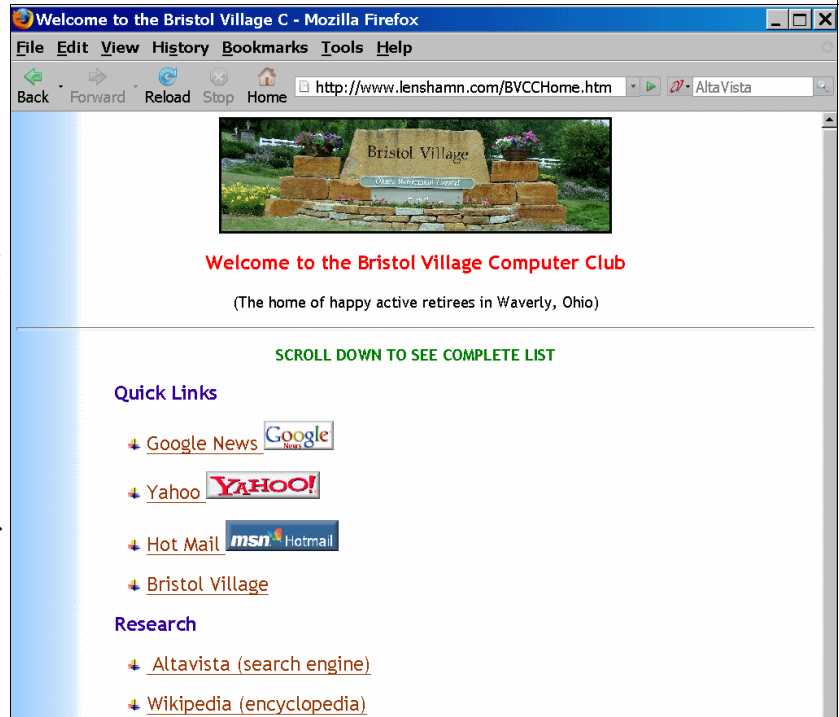 Welcome to the Bristol Village C - Mozilla Firefox
File Edit View History Bookmarks Tools Help
Back Forward Reload Stop Home http://www.lenshamn.com/BVCCHome.htm AltaVista
Bristol Village
Ohio's Retirement Capital
Welcome to the Bristol Village Computer Club
(The home of happy active retirees in Waverly, Ohio)
SCROLL DOWN TO SEE COMPLETE LIST
Quick Links
Google News Google News
Yahoo YAHOO!
Hot Mail msn Hotmail
Bristol Village
Research
Altavista (search engine)
Wikipedia (encyclopedia)